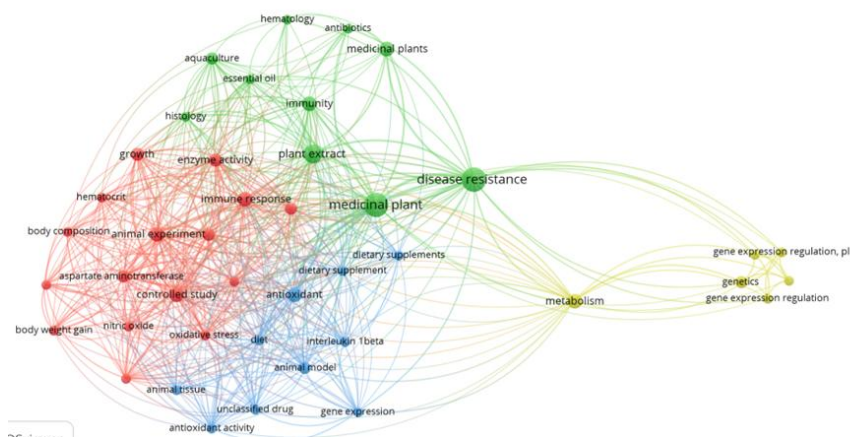 hematology
antibiotics
medicinal plants
aquaculture
essential oil
immunity
histology
growth
enzyme activity
plant extract
disease resistance
hematocrit
immune response
medicinal plant
body composition
animal experiment
dietary supplements
gene expression regulation, pl
dietary supplement
aspartate aminotransferase
genetics
controlled study
antioxidant
metabolism
gene expression regulation
body weight gain
nitric oxide
oxidative stress
diet
interleukin 1beta
animal model
animal tissue
unclassified drug
gene expression
antioxidant activity